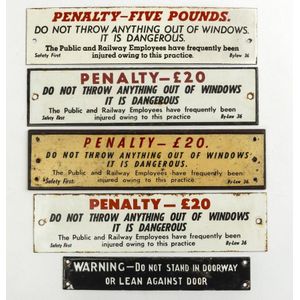 PENALTY—FIVE POUNDS.
DO NOT THROW ANYTHING OUT OF WINDOWS.
IT IS DANGEROUS.
The Public and Railway Employees have frequently been
injured owing to this practice.
Safety First By-Law 36
PENALTY—£20
DO NOT THROW ANYTHING OUT OF WINDOWS
IT IS DANGEROUS
The Public and Railway Employees have frequently been
injured owing to this practice
Safety First By-Law 36
PENALTY—£20.
DO NOT THROW ANYTHING OUT OF WINDOWS
IT IS DANGEROUS.
The Public and Railway Employees have frequently been
injured owing to this practice.
Safety First. By-Law 36
PENALTY—£20
DO NOT THROW ANYTHING OUT OF WINDOWS
IT IS DANGEROUS
The Public and Railway Employees have frequently been
injured owing to this practice
Safety First By-Law 36
WARNING—DO NOT STAND IN DOORWAY
OR LEAN AGAINST DOOR